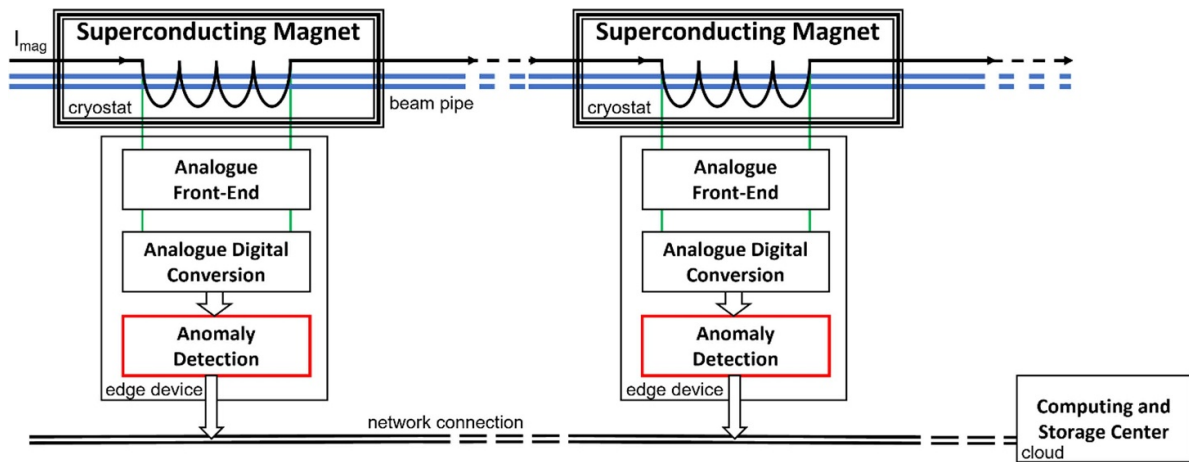 Superconducting Magnet
I_mag
cryostat
beam pipe
Analogue
Front-End
Analogue Digital
Conversion
Anomaly
Detection
edge device
Superconducting Magnet
cryostat
Analogue
Front-End
Analogue Digital
Conversion
Anomaly
Detection
edge device
network connection
Computing and
Storage Center
cloud